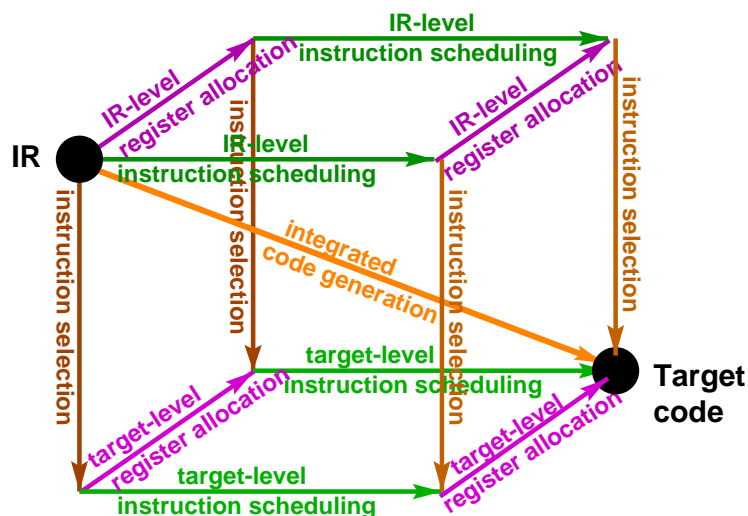 IR-level
instruction scheduling
IR-level
register allocation
IR-level
register allocation
IR
IR-level
instruction scheduling
instruction selection
instruction selection
instruction selection
instruction selection
integrated
code generation
target-level
instruction scheduling
Target
code
target-level
register allocation
target-level
register allocation
target-level
instruction scheduling